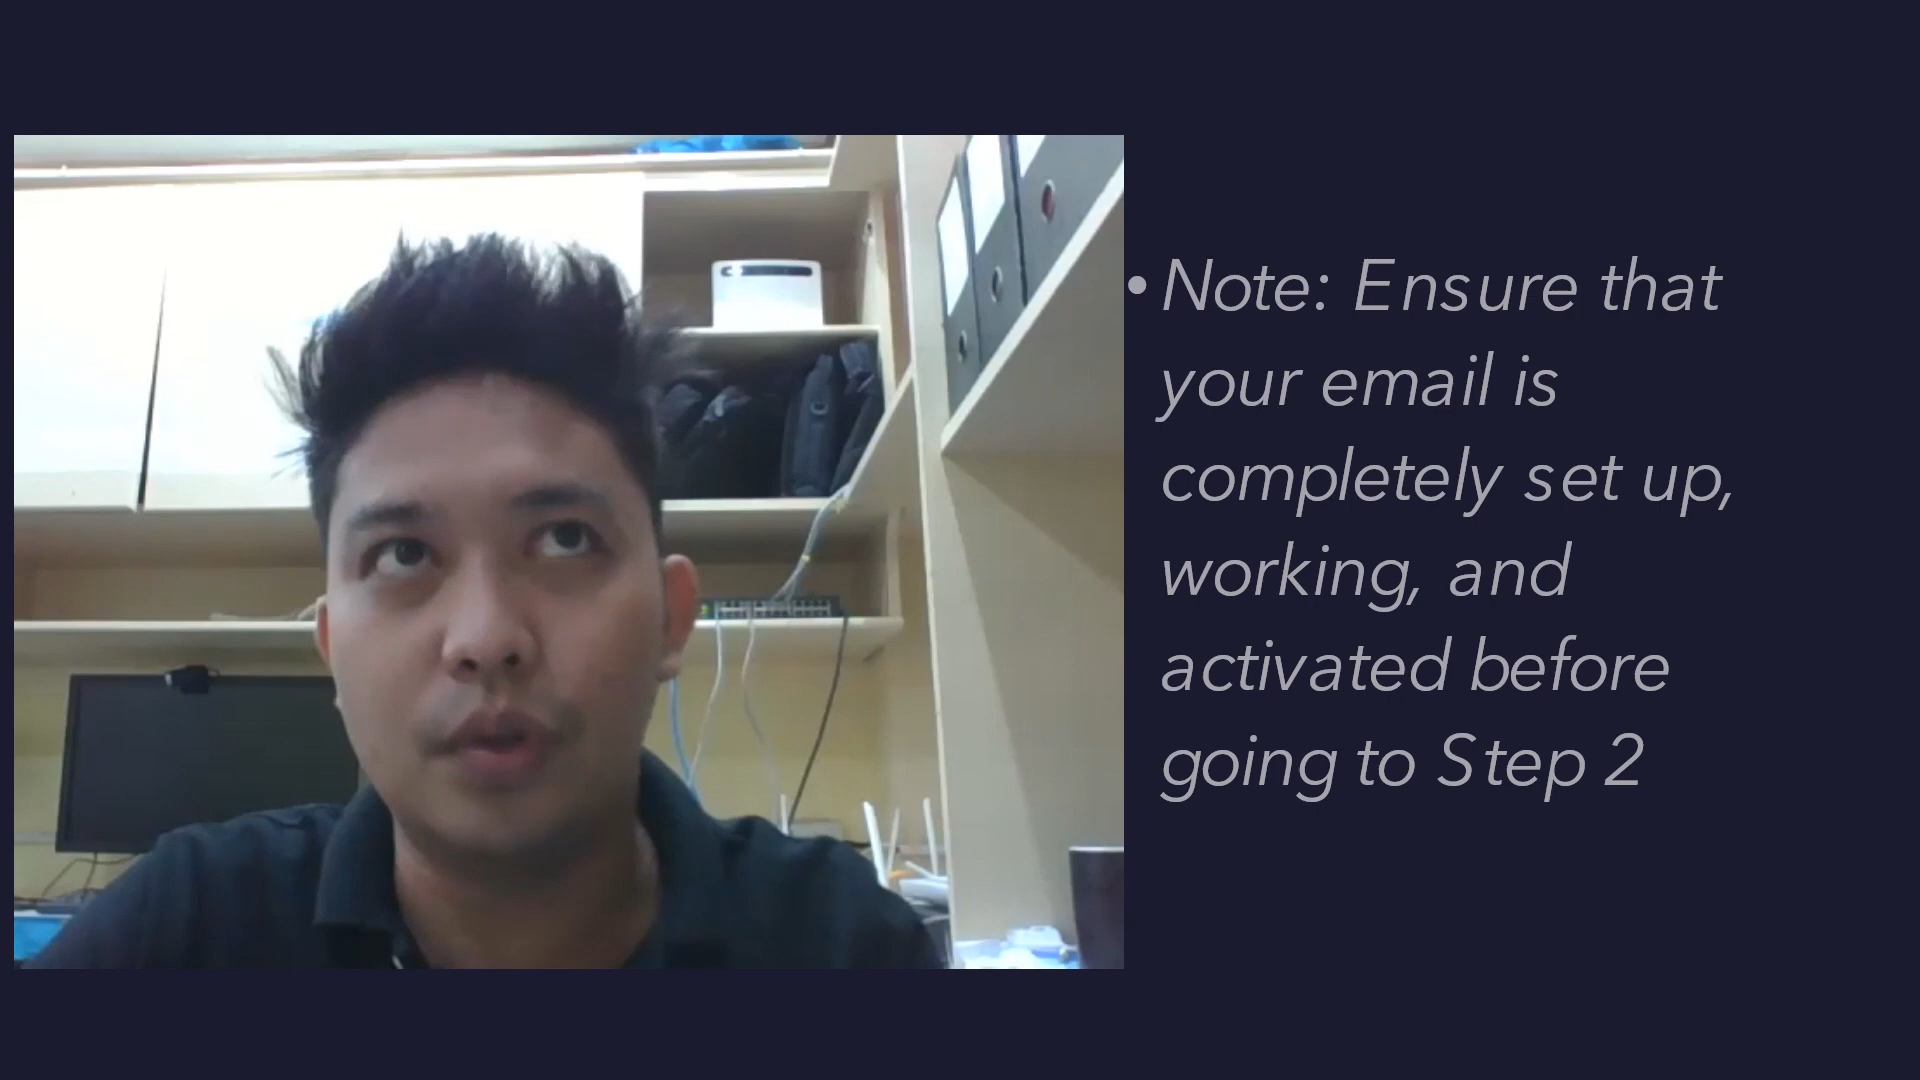 • Note: Ensure that
your email is
completely set up,
working, and
activated before
going to Step 2